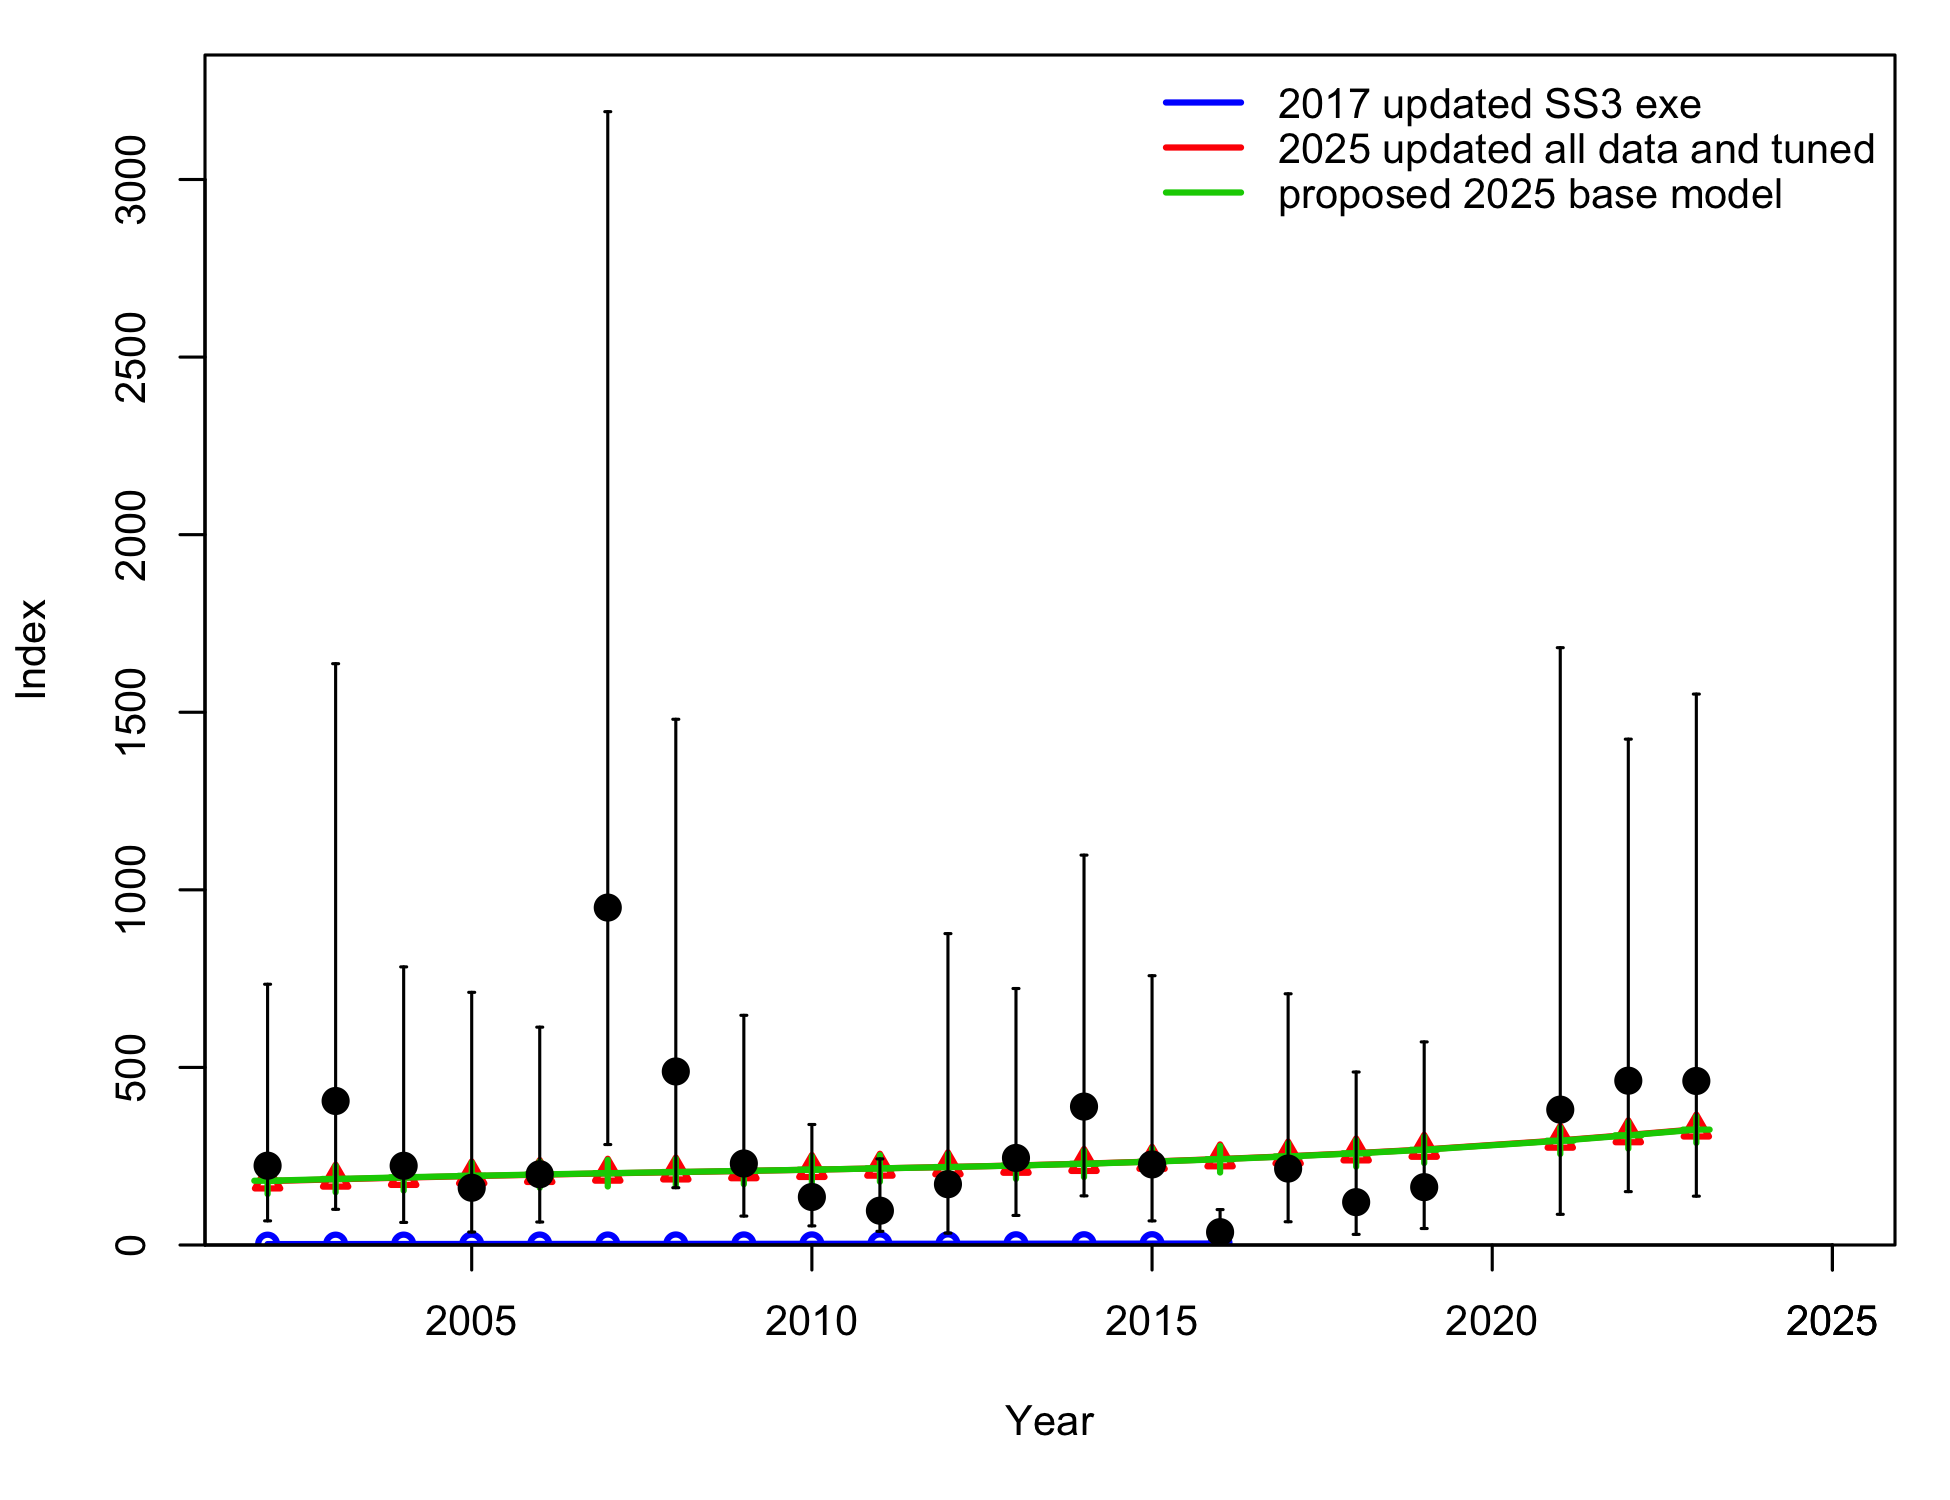 2017 updated SS3 exe
2025 updated all data and tuned
proposed 2025 base model
3000
2500
2000
1500
1000
500
0
Index
2005
2010
2015
2020
2025
Year